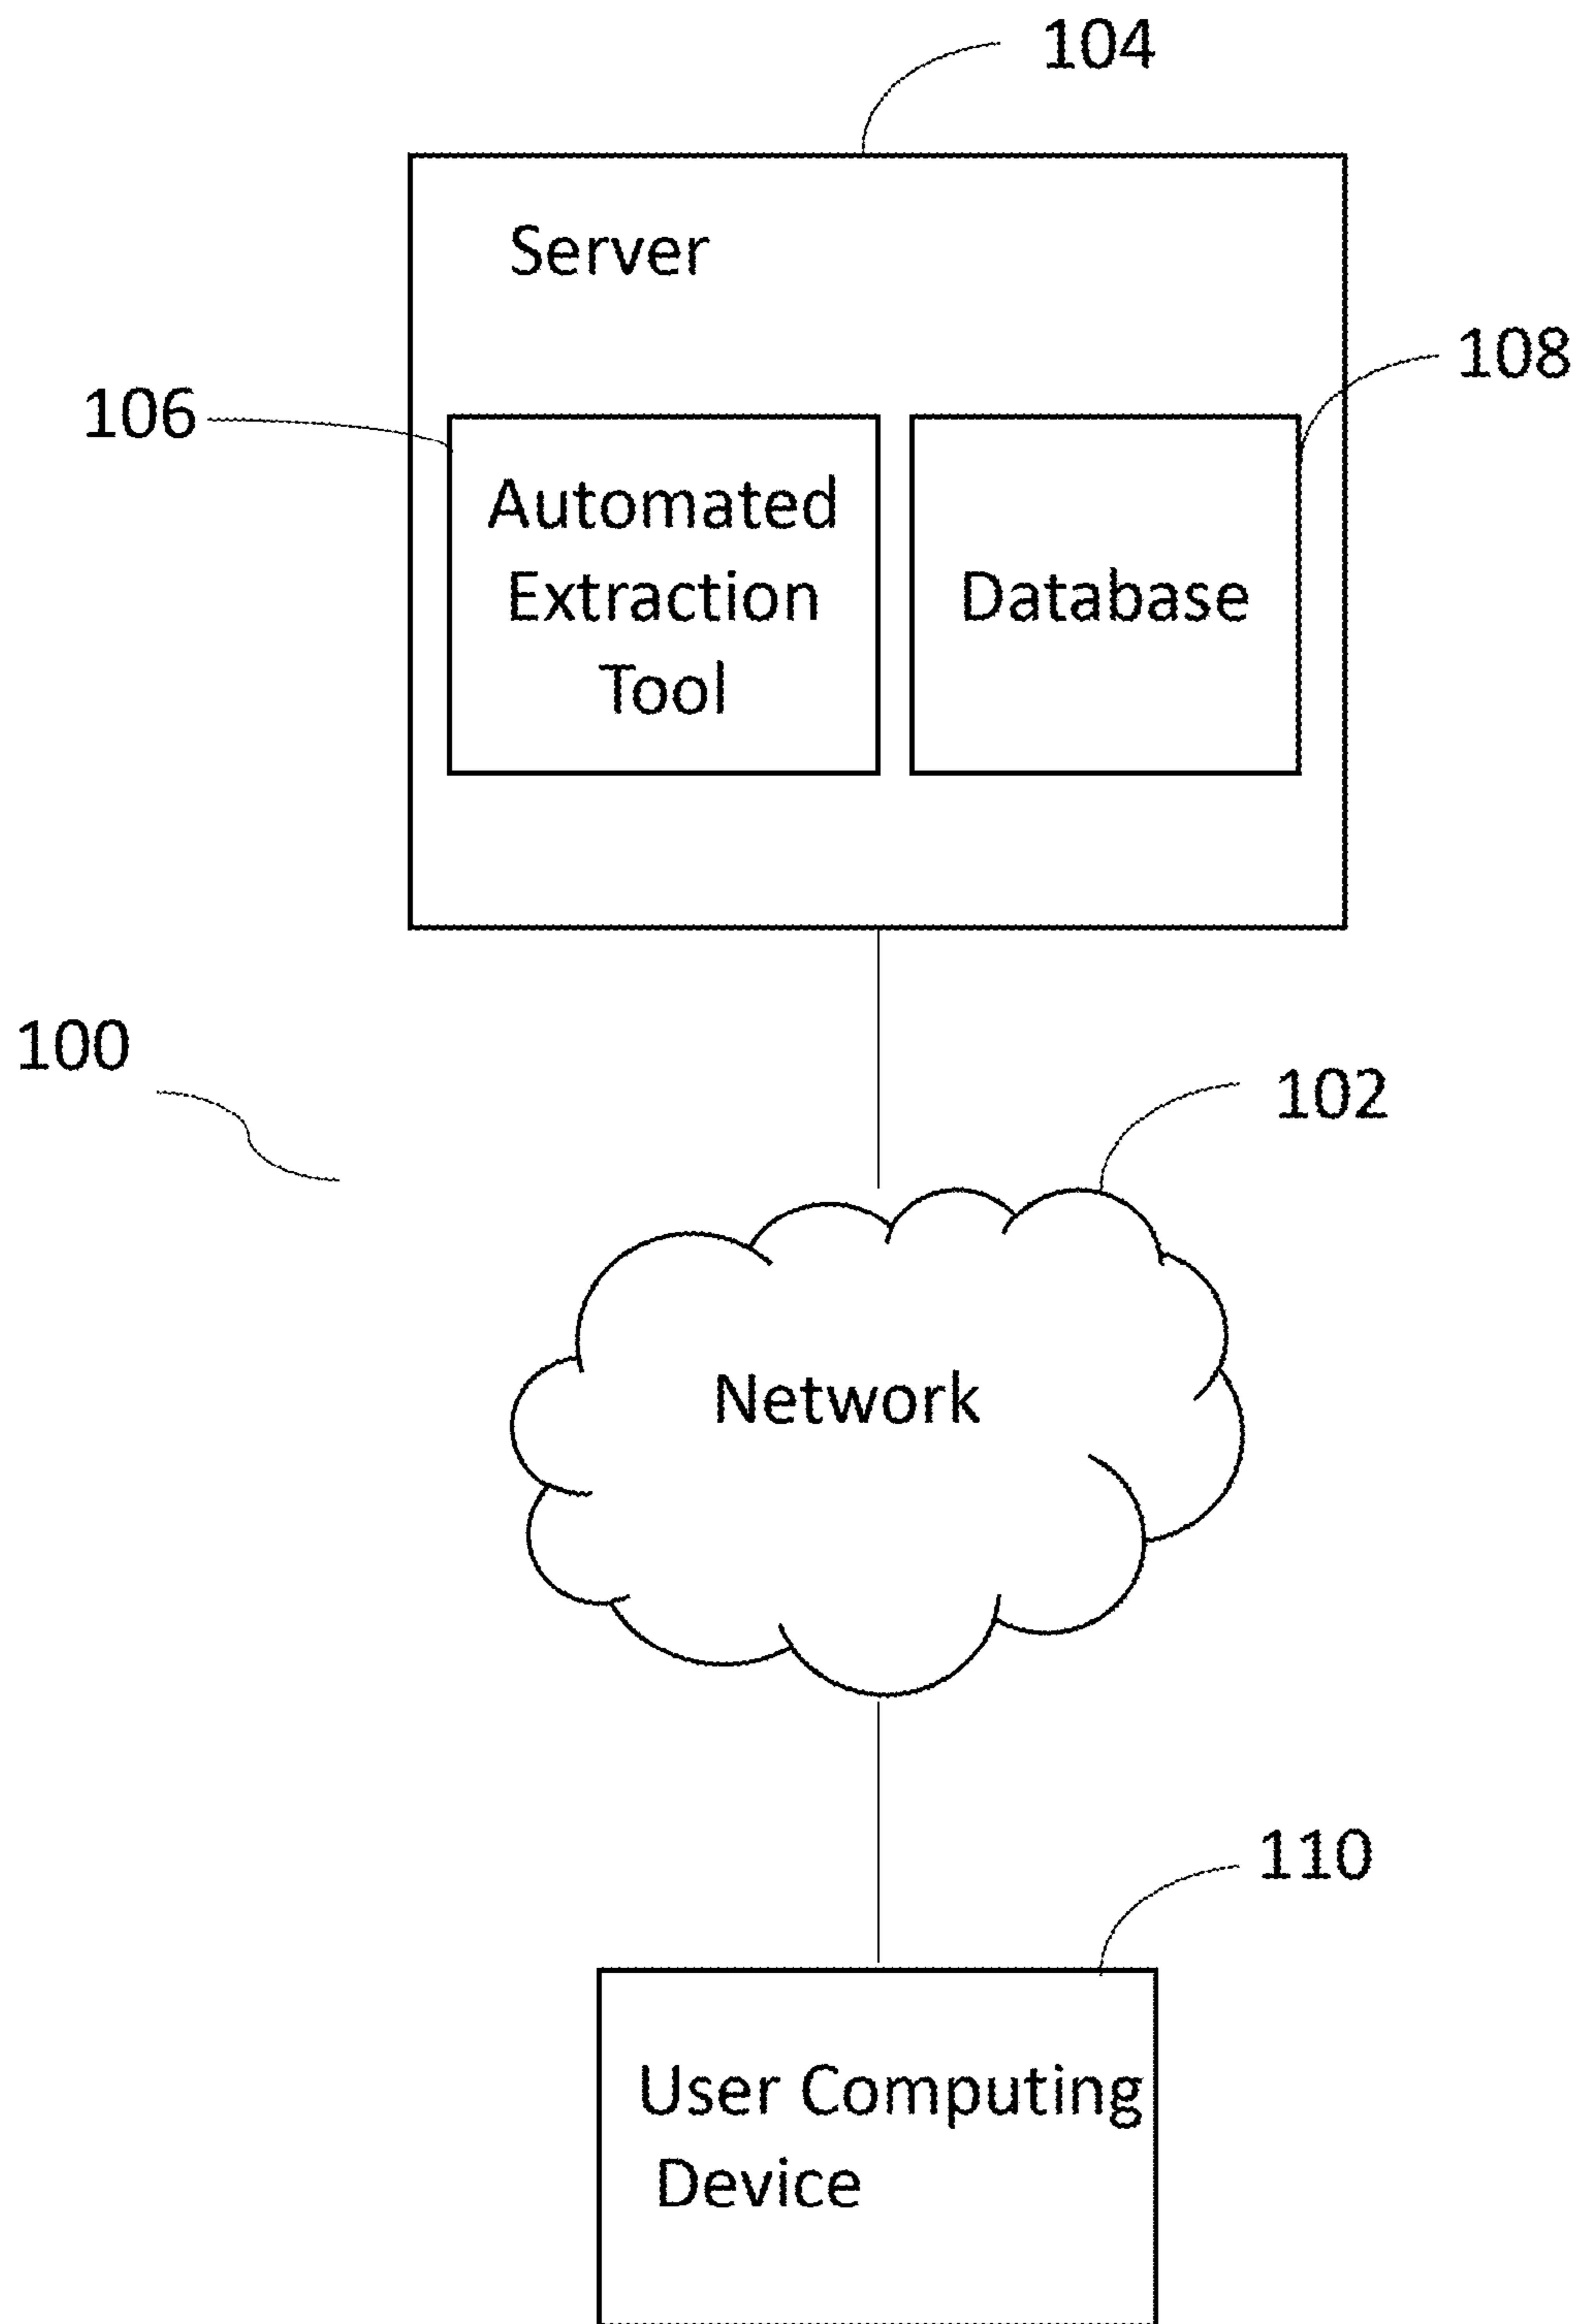 104
Server
108
106
Automated
Extraction
Tool
Database
100
102
Network
110
User Computing
Device